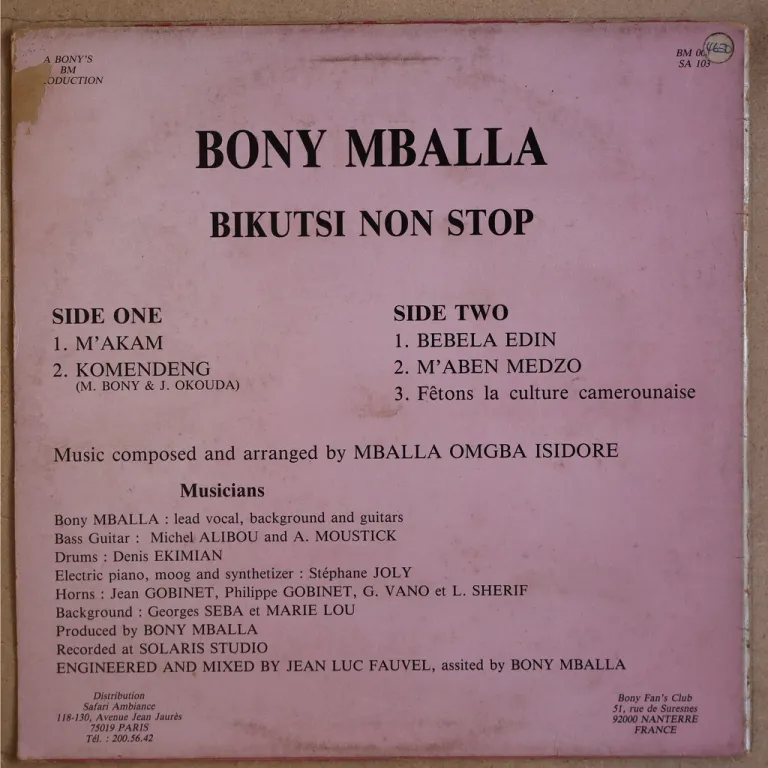 A BONY'S
BM
BM
SA 103
4650
BONY MBALLA
BIKUTSI NON STOP
SIDE ONE
1. M'AKAM
2. KOMENDENG
(M. BONY & J. OKOUDA)
SIDE TWO
1. BEBELA EDIN
2. M'ABEN MEDZO
3. Fêtons la culture camerounaise
Music composed and arranged by MBALLA OMGBA ISIDORE
Musicians
Bony MBALLA : lead vocal, background and guitars
Bass Guitar : Michel ALIBOU and A. MOUSTICK
Drums : Denis EKIMIAN
Electric piano, moog and synthetizer : Stéphane JOLY
Horns : Jean GOBINET, Philippe GOBINET, G. VANO et L. SHERIF
Background : Georges SEBA et MARIE LOU
Produced by BONY MBALLA
Recorded at SOLARIS STUDIO
ENGINEERED AND MIXED BY JEAN LUC FAUVEL, assited by BONY MBALLA
Distribution
Safari Ambiance
118-130, Avenue Jean Jaurès
75019 PARIS
Tél. : 200.56.42
Bony Fan's Club
51, rue de Suresnes
92000 NANTERRE
FRANCE